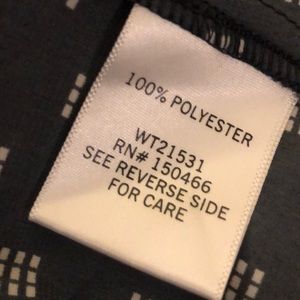 100% POLYESTER
WT21531
RN# 150466
SEE REVERSE SIDE
FOR CARE